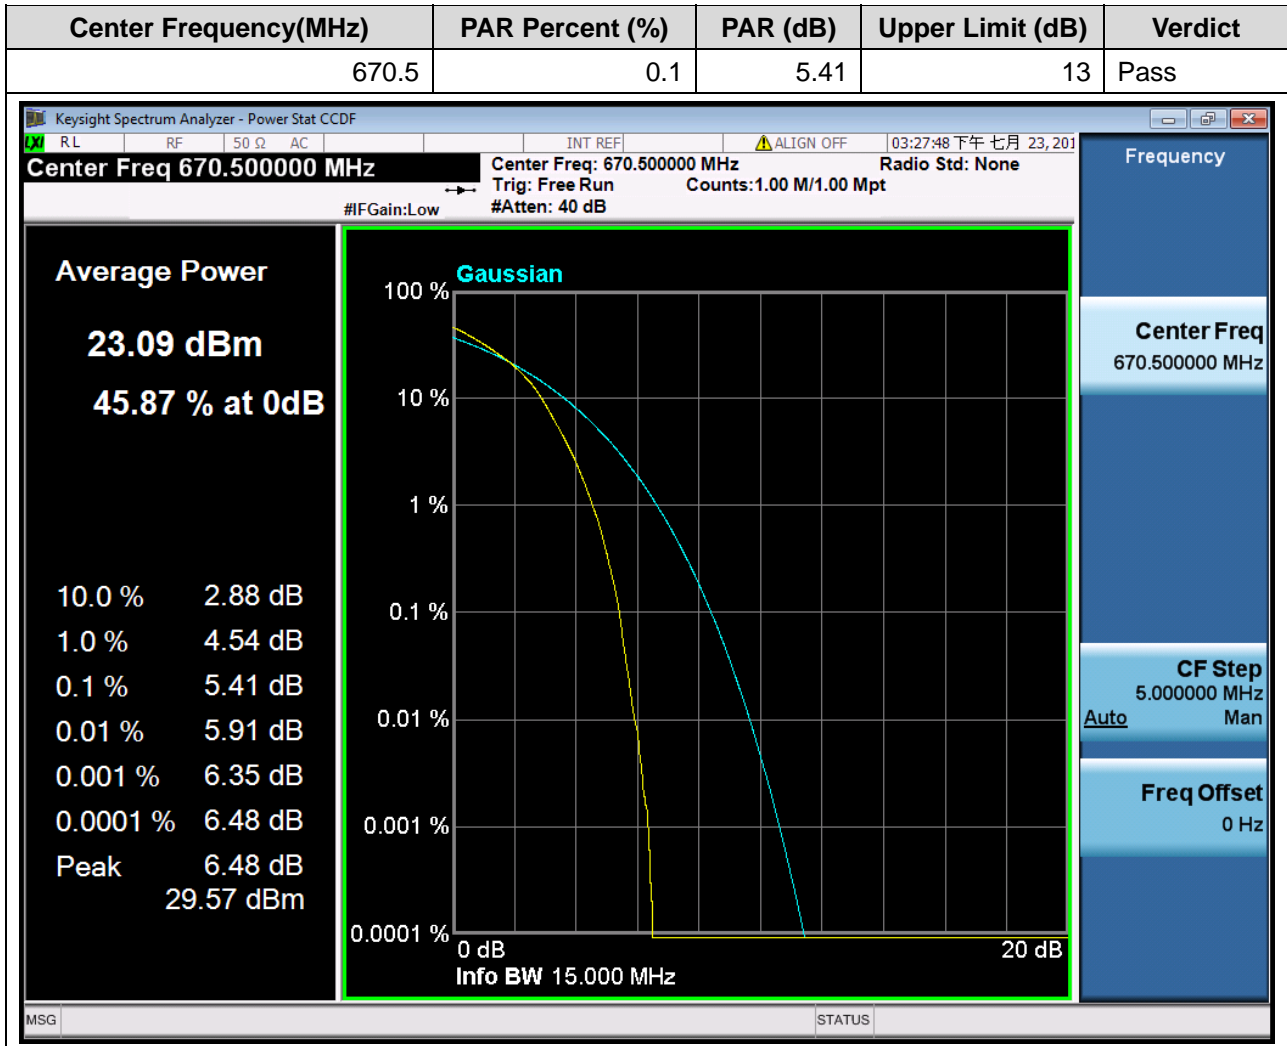 Center Frequency(MHz) PAR Percent (%) PAR (dB) Upper Limit (dB) Verdict
670.5 0.1 5.41 13 Pass
Keysight Spectrum Analyzer - Power Stat CCDF
LXI RL RF 50 Ω AC INT REF ALIGN OFF 03:27:48 下午 七月 23, 201
Center Freq 670.500000 MHz
#IFGain:Low
Center Freq: 670.500000 MHz Radio Std: None
Trig: Free Run Counts:1.00 M/1.00 Mpt
#Atten: 40 dB
Average Power
23.09 dBm
45.87 % at 0dB
10.0 % 2.88 dB
1.0 % 4.54 dB
0.1 % 5.41 dB
0.01 % 5.91 dB
0.001 % 6.35 dB
0.0001 % 6.48 dB
Peak 6.48 dB
29.57 dBm
Gaussian
100 %
10 %
1 %
0.1 %
0.01 %
0.001 %
0.0001 %
0 dB 20 dB
Info BW 15.000 MHz
Frequency
Center Freq
670.500000 MHz
CF Step
5.000000 MHz
Auto Man
Freq Offset
0 Hz
MSG STATUS